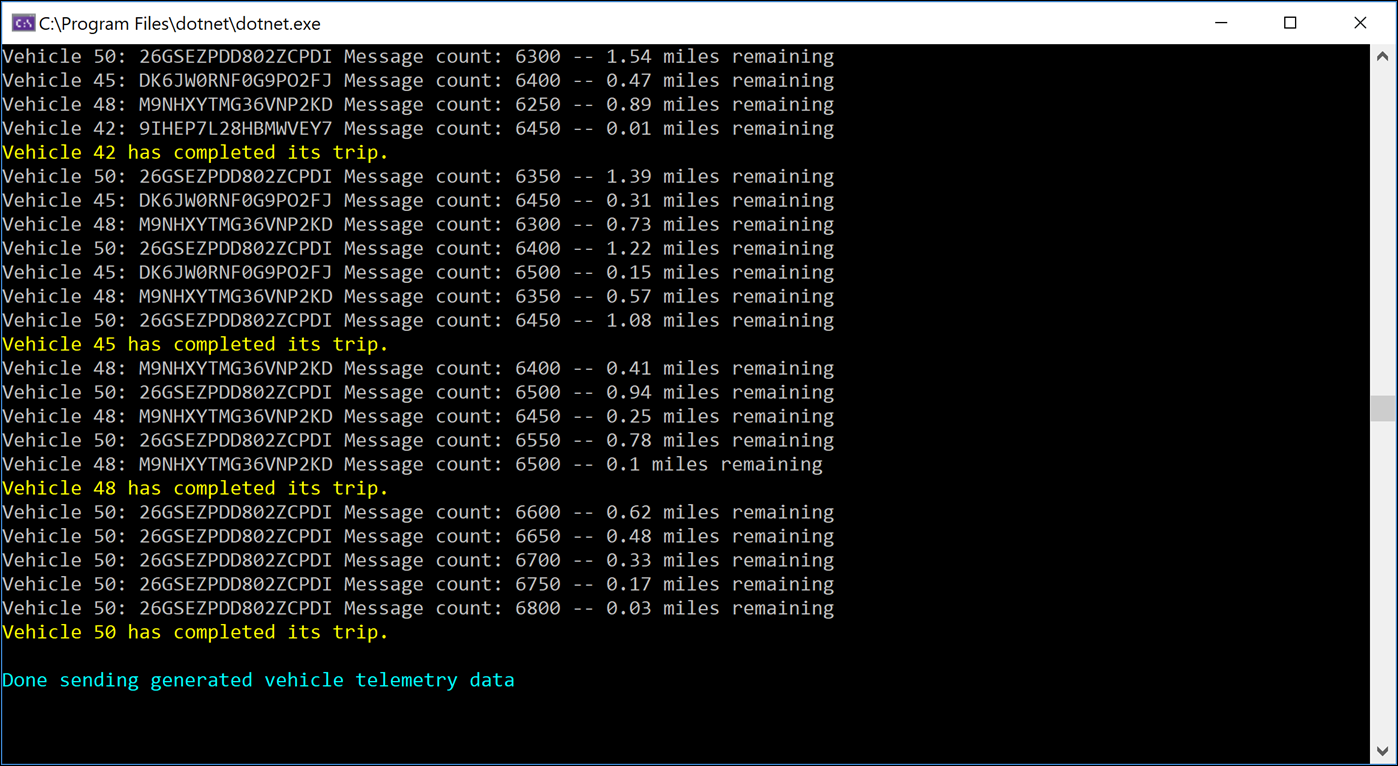 C:\Program Files\dotnet\dotnet.exe
Vehicle 50: 26GSEZPDD802ZCPDI Message count: 6300 -- 1.54 miles remaining
Vehicle 45: DK6JW0RNF0G9PO2FJ Message count: 6400 -- 0.47 miles remaining
Vehicle 48: M9NHXYTMG36VNP2KD Message count: 6250 -- 0.89 miles remaining
Vehicle 42: 9IHEP7L28HBMWVEY7 Message count: 6450 -- 0.01 miles remaining
Vehicle 42 has completed its trip.
Vehicle 50: 26GSEZPDD802ZCPDI Message count: 6350 -- 1.39 miles remaining
Vehicle 45: DK6JW0RNF0G9PO2FJ Message count: 6450 -- 0.31 miles remaining
Vehicle 48: M9NHXYTMG36VNP2KD Message count: 6300 -- 0.73 miles remaining
Vehicle 50: 26GSEZPDD802ZCPDI Message count: 6400 -- 1.22 miles remaining
Vehicle 45: DK6JW0RNF0G9PO2FJ Message count: 6500 -- 0.15 miles remaining
Vehicle 48: M9NHXYTMG36VNP2KD Message count: 6350 -- 0.57 miles remaining
Vehicle 50: 26GSEZPDD802ZCPDI Message count: 6450 -- 1.08 miles remaining
Vehicle 45 has completed its trip.
Vehicle 48: M9NHXYTMG36VNP2KD Message count: 6400 -- 0.41 miles remaining
Vehicle 50: 26GSEZPDD802ZCPDI Message count: 6500 -- 0.94 miles remaining
Vehicle 48: M9NHXYTMG36VNP2KD Message count: 6450 -- 0.25 miles remaining
Vehicle 50: 26GSEZPDD802ZCPDI Message count: 6550 -- 0.78 miles remaining
Vehicle 48: M9NHXYTMG36VNP2KD Message count: 6500 -- 0.1 miles remaining
Vehicle 48 has completed its trip.
Vehicle 50: 26GSEZPDD802ZCPDI Message count: 6600 -- 0.62 miles remaining
Vehicle 50: 26GSEZPDD802ZCPDI Message count: 6650 -- 0.48 miles remaining
Vehicle 50: 26GSEZPDD802ZCPDI Message count: 6700 -- 0.33 miles remaining
Vehicle 50: 26GSEZPDD802ZCPDI Message count: 6750 -- 0.17 miles remaining
Vehicle 50: 26GSEZPDD802ZCPDI Message count: 6800 -- 0.03 miles remaining
Vehicle 50 has completed its trip.
Done sending generated vehicle telemetry data